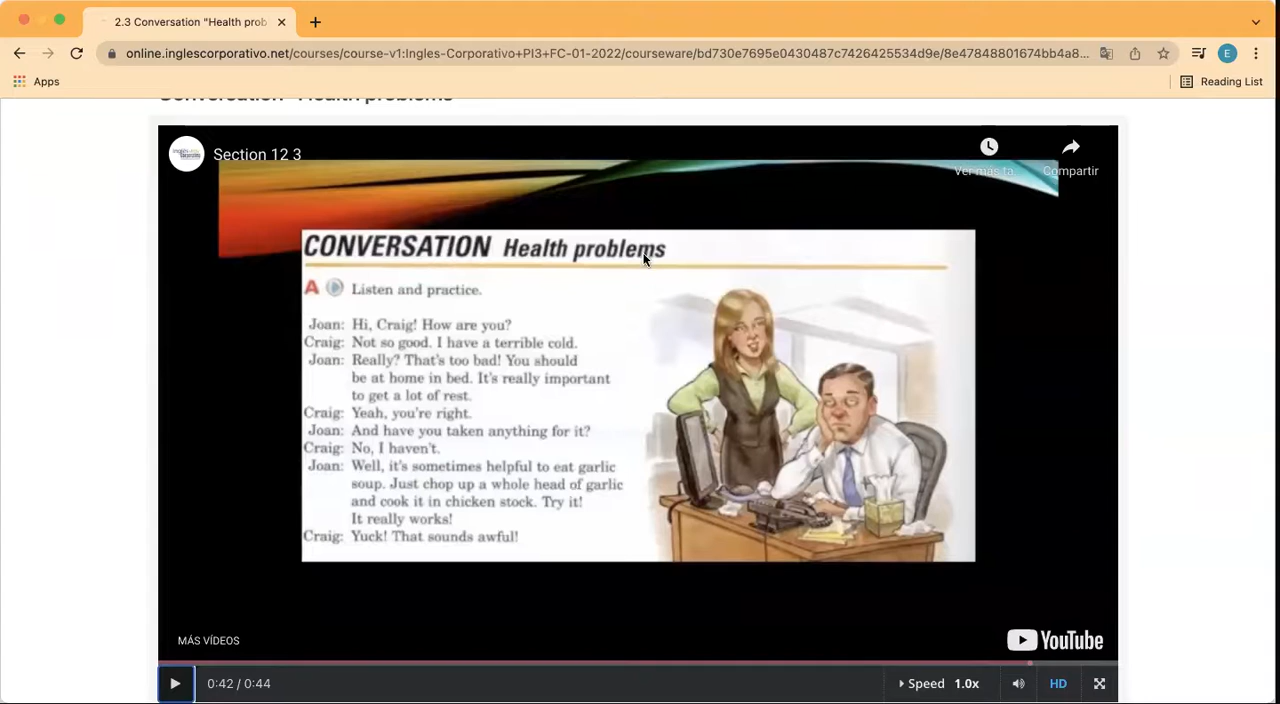 2.3 Conversation "Health prob
online.inglescorporativo.net/courses/course-v1:Ingles-Corporativo+PI3+FC-01-2022/courseware/bd730e7695e0430487c7426425534d9e/8e47848801674bb4a8...
E
Apps
Reading List
Conversation "Health problems"
Section 12 3
Ver más ta...
Compartir
CONVERSATION Health problems
A Listen and practice.
Joan: Hi, Craig! How are you?
Craig: Not so good. I have a terrible cold.
Joan: Really? That's too bad! You should
be at home in bed. It's really important
to get a lot of rest.
Craig: Yeah, you're right.
Joan: And have you taken anything for it?
Craig: No, I haven't.
Joan: Well, it's sometimes helpful to eat garlic
soup. Just chop up a whole head of garlic
and cook it in chicken stock. Try it!
It really works!
Craig: Yuck! That sounds awful!
MÁS VÍDEOS
YouTube
0:42 / 0:44
Speed 1.0x
HD